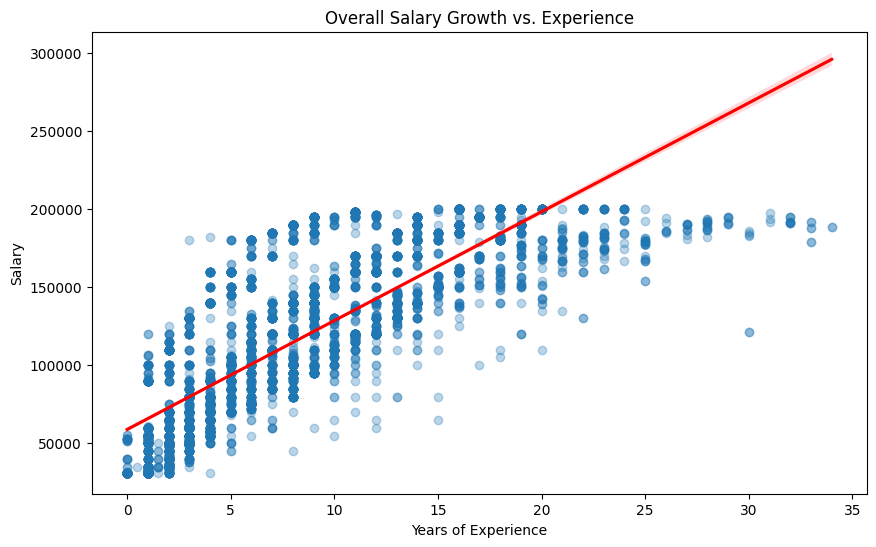 Overall Salary Growth vs. Experience
300000
250000
200000
150000
100000
50000
Salary
0 5 10 15 20 25 30 35
Years of Experience